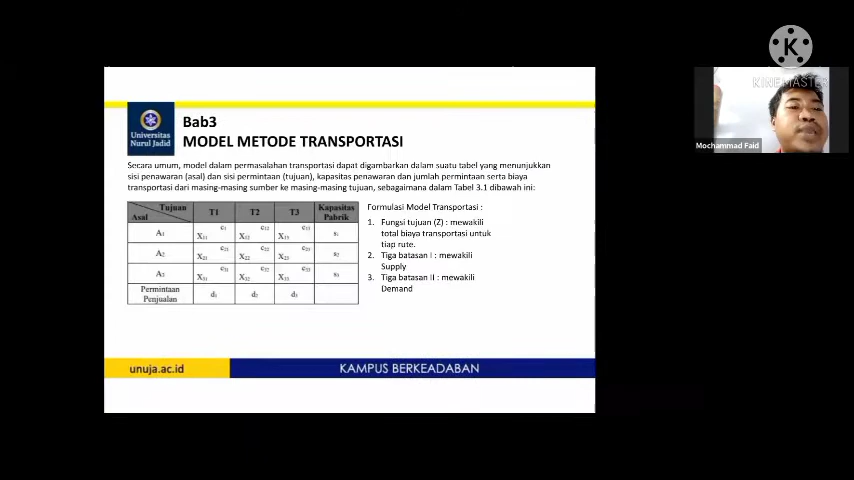 K
KINEMASTER
Mochammad Faid
Universitas
Nurul Jadid
Bab3
MODEL METODE TRANSPORTASI
Secara umum, model dalam permasalahan transportasi dapat digambarkan dalam suatu tabel yang menunjukkan
sisi penawaran (asal) dan sisi permintaan (tujuan), kapasitas penawaran dan jumlah permintaan serta biaya
transportasi dari masing-masing sumber ke masing-masing tujuan, sebagaimana dalam Tabel 3.1 dibawah ini:
Tujuan
Asal
T1 T2 T3 Kapasitas
Pabrik
A1 X11 X12 c12 s1
A2 X21 c21 X22 c22 X23 c23 s2
A3 X31 c31 X32 c32 X33 c33
Permintaan
Penjualan
d1 d2 d3
Formulasi Model Transportasi :
1. Fungsi tujuan (Z) : mewakili
total biaya transportasi untuk
tiap rute.
2. Tiga batasan I : mewakili
Supply
3. Tiga batasan II : mewakili
Demand
unuja.ac.id
KAMPUS BERKEADABAN